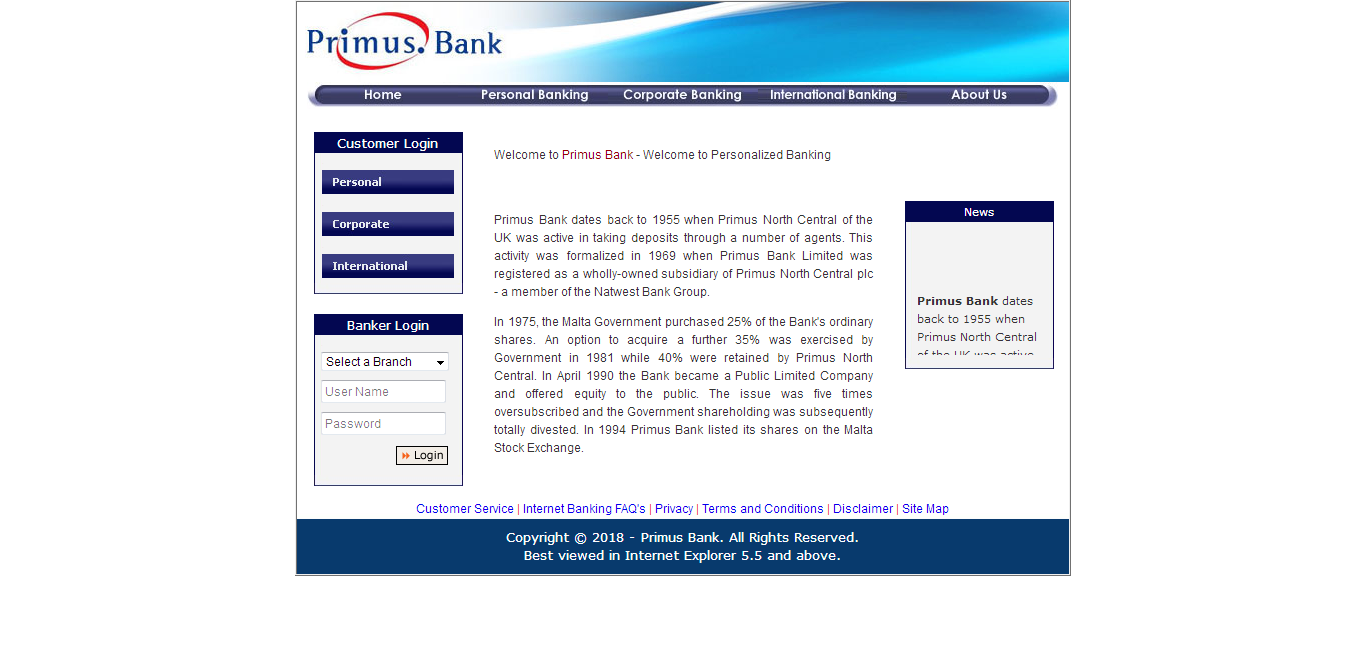 Primus. Bank
Home Personal Banking Corporate Banking International Banking About Us
Customer Login
Personal
Corporate
International
Banker Login
Select a Branch
User Name
Password
Login
Welcome to Primus Bank - Welcome to Personalized Banking
Primus Bank dates back to 1955 when Primus North Central of the
UK was active in taking deposits through a number of agents. This
activity was formalized in 1969 when Primus Bank Limited was
registered as a wholly-owned subsidiary of Primus North Central plc
- a member of the Natwest Bank Group.
In 1975, the Malta Government purchased 25% of the Bank's ordinary
shares. An option to acquire a further 35% was exercised by
Government in 1981 while 40% were retained by Primus North
Central. In April 1990 the Bank became a Public Limited Company
and offered equity to the public. The issue was five times
oversubscribed and the Government shareholding was subsequently
totally divested. In 1994 Primus Bank listed its shares on the Malta
Stock Exchange.
News
Primus Bank dates
back to 1955 when
Primus North Central
of the UK was active
Customer Service | Internet Banking FAQ's | Privacy | Terms and Conditions | Disclaimer | Site Map
Copyright © 2018 - Primus Bank. All Rights Reserved.
Best viewed in Internet Explorer 5.5 and above.